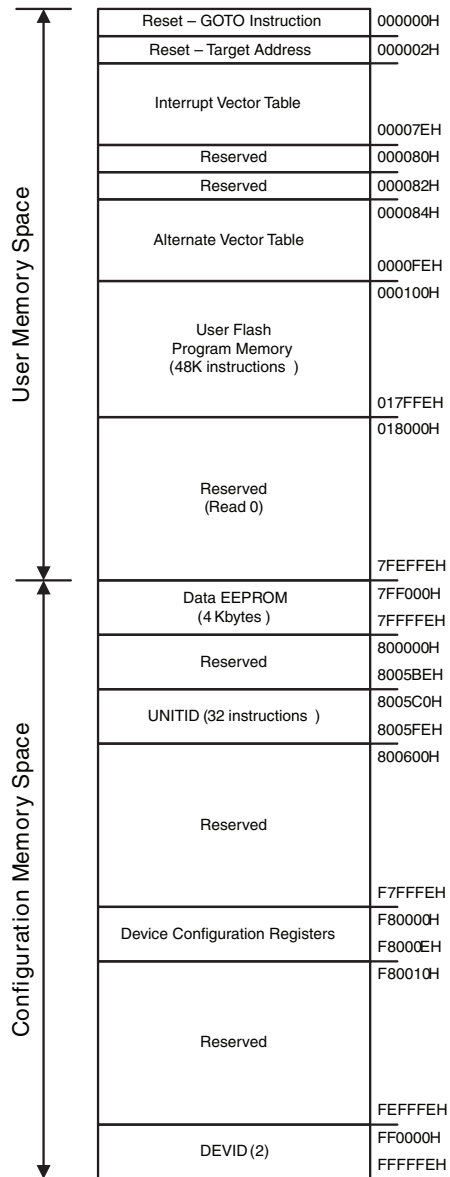 Reset – GOTO Instruction
000000H
Reset – Target Address
000002H
Interrupt Vector Table
00007EH
Reserved
000080H
Reserved
000082H
000084H
Alternate Vector Table
0000FEH
000100H
User Flash
Program Memory
(48K instructions )
017FFEH
018000H
Reserved
(Read 0)
7FEFFEH
User Memory Space
Data EEPROM
(4 Kbytes )
7FF000H
7FFFFEH
800000H
Reserved
8005BEH
8005C0H
UNITID (32 instructions )
8005FEH
800600H
Reserved
F7FFFEH
F80000H
Device Configuration Registers
F8000EH
F80010H
Reserved
FEFFFEH
FF0000H
DEVID (2)
FFFFFEH
Configuration Memory Space